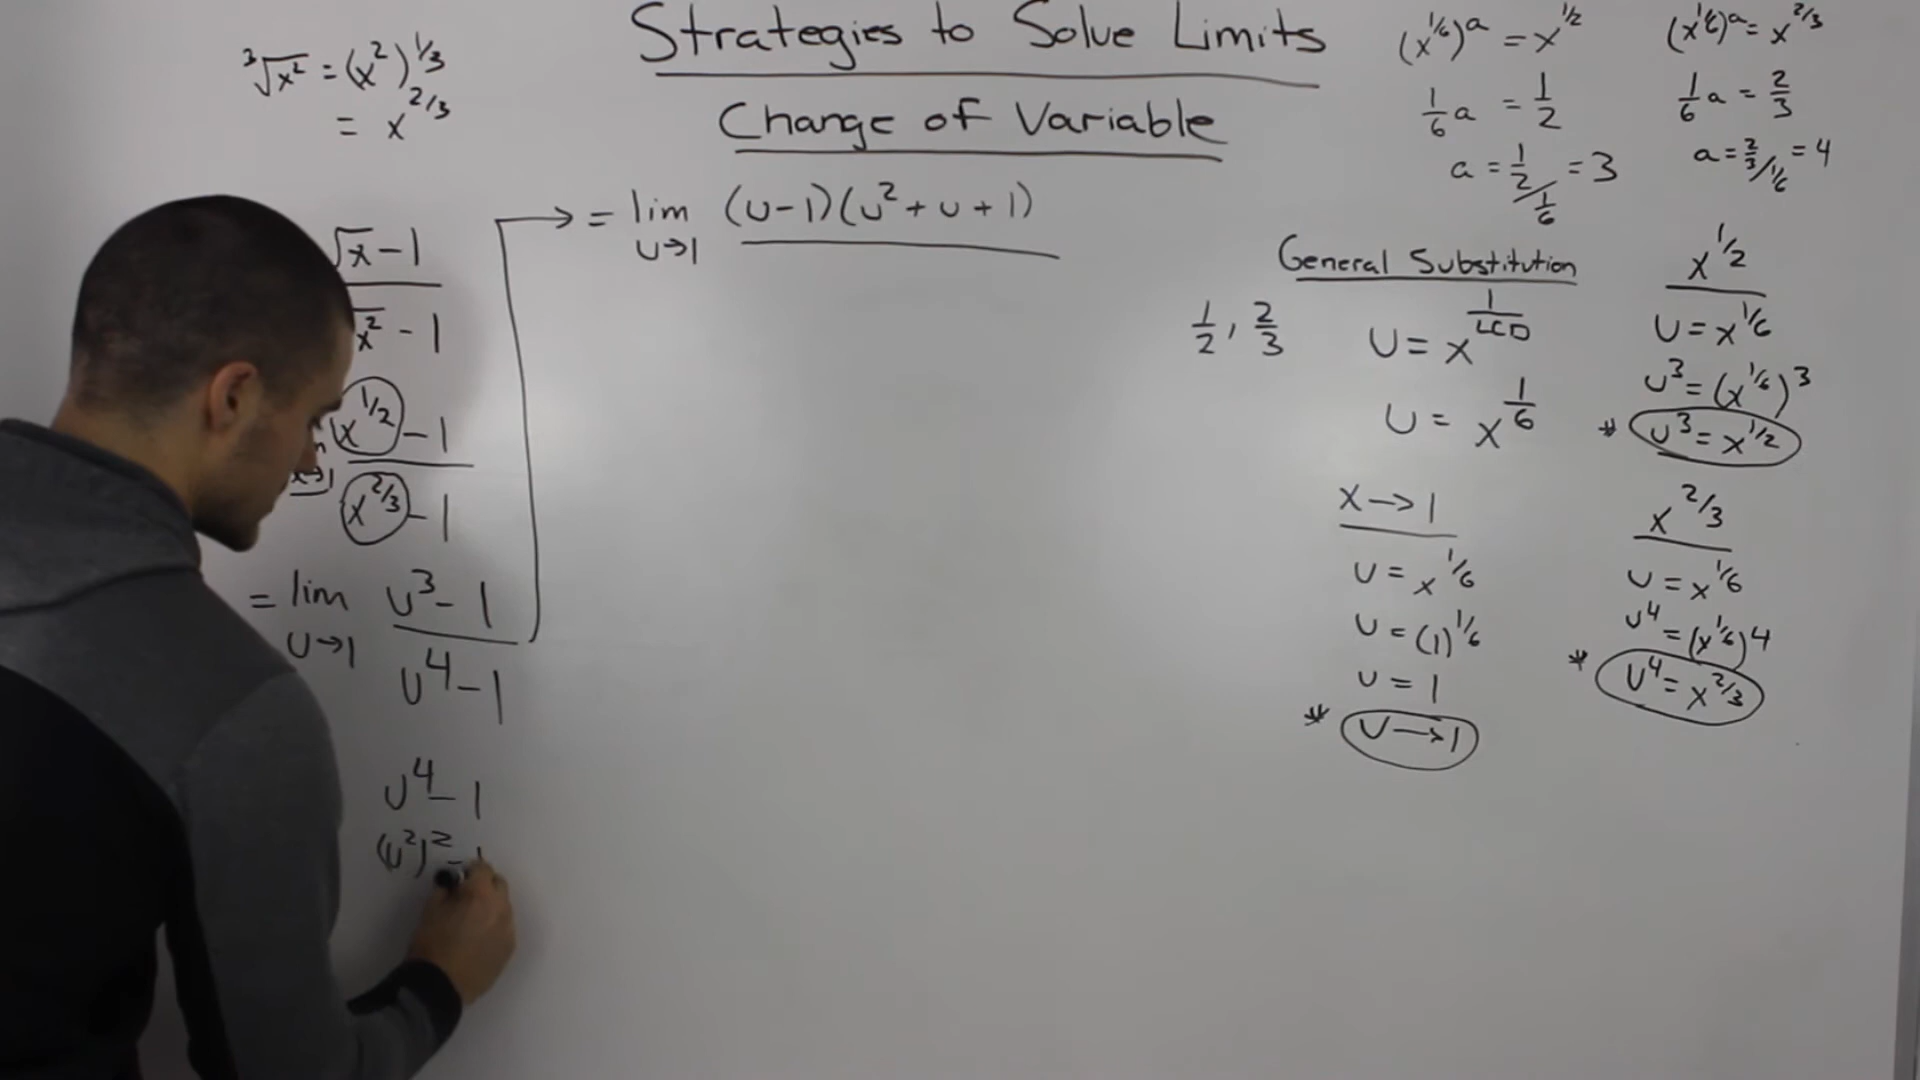 Strategies to Solve Limits
Change of Variable
∛x² = (x²)^1/3
= x^2/3
√x - 1
x² - 1
x^1/2 - 1
x→1
x^2/3 - 1
= lim u³ - 1
u→1
u⁴ - 1
u⁴ - 1
(u²)² -
→ = lim (u-1)(u² + u + 1)
u→1
(x^1/6)^a = x^1/2
1/6 a = 1/2
a = 1/2 / 1/6 = 3
(x^1/6)^a = x^2/3
1/6 a = 2/3
a = 2/3 / 1/6 = 4
General Substitution
1/2, 2/3
U = x^1/LCD
U = x^1/6
x → 1
u = x^1/6
u = (1)^1/6
u = 1
* u → 1
x^1/2
U = x^1/6
u³ = (x^1/6)³
* u³ = x^1/2
x^2/3
u = x^1/6
u⁴ = (x^1/6)4
* u⁴ = x^2/3